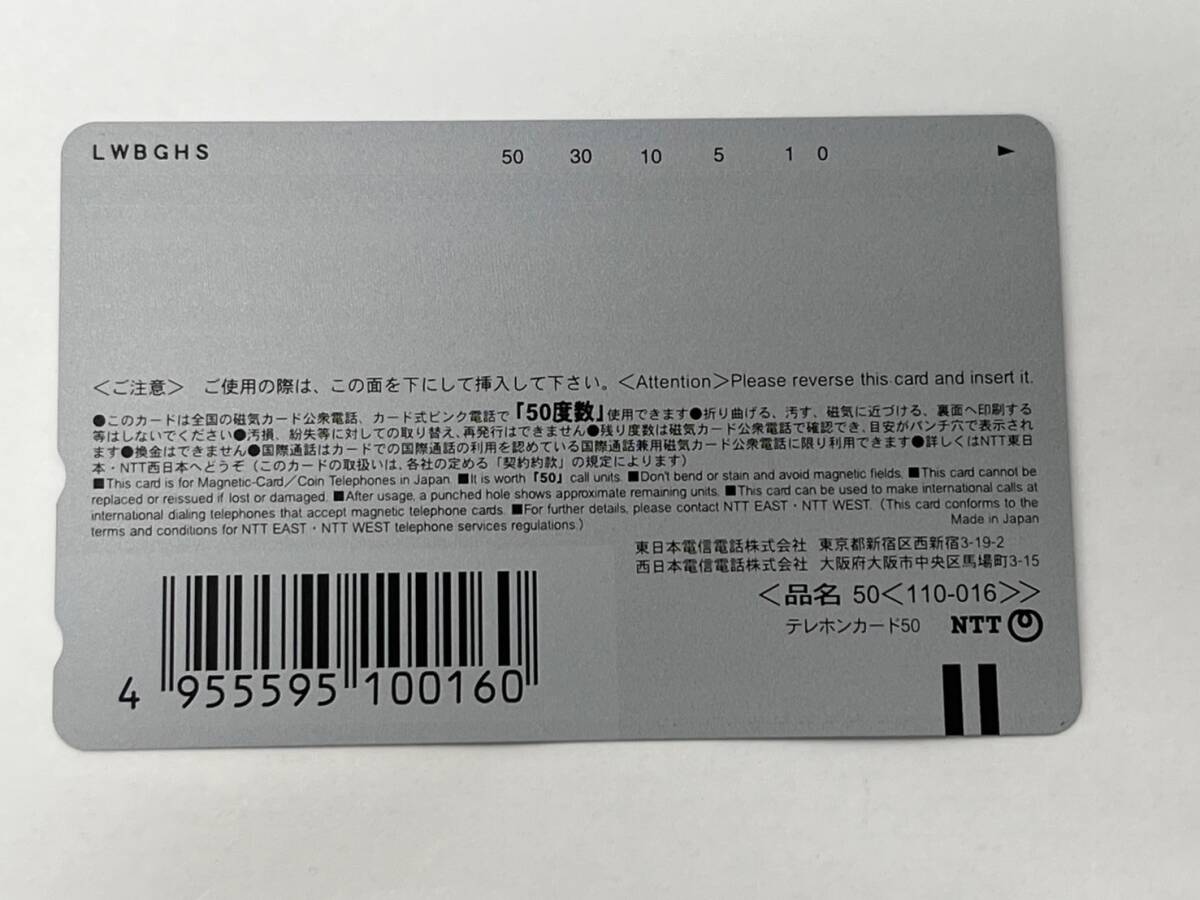 LWBGHS 50 30 10 5 1 0 ►
＜ご注意＞ ご使用の際は、この面を下にして挿入して下さい。＜Attention＞Please reverse this card and insert it.
●このカードは全国の磁気カード公衆電話、カード式ピンク電話で「50度数」使用できます●折り曲げる、汚す、磁気に近づける、裏面へ印刷する
等はしないでください●汚損、紛失等に対しての取り替え、再発行はできません●残り度数は磁気カード公衆電話で確認でき、目安がパンチ穴で表示され
ます●換金はできません●国際通話はカードでの国際通話の利用を認めている国際通話兼用磁気カード公衆電話に限り利用できます●詳しくはNTT東日
本・NTT西日本へどうぞ（このカードの取扱いは、各社の定める「契約約款」の規定によります）
■This card is for Magnetic-Card／Coin Telephones in Japan. ■It is worth「50」call units. ■Don't bend or stain and avoid magnetic fields. ■This card cannot be
replaced or reissued if lost or damaged. ■After usage, a punched hole shows approximate remaining units. ■This card can be used to make international calls at
international dialing telephones that accept magnetic telephone cards. ■For further details, please contact NTT EAST・NTT WEST.（This card conforms to the
terms and conditions for NTT EAST・NTT WEST telephone services regulations.） Made in Japan
東日本電信電話株式会社 東京都新宿区西新宿3-19-2
西日本電信電話株式会社 大阪府大阪市中央区馬場町3-15
＜品名 50＜110-016＞＞
テレホンカード50 NTT
4 955595 100160